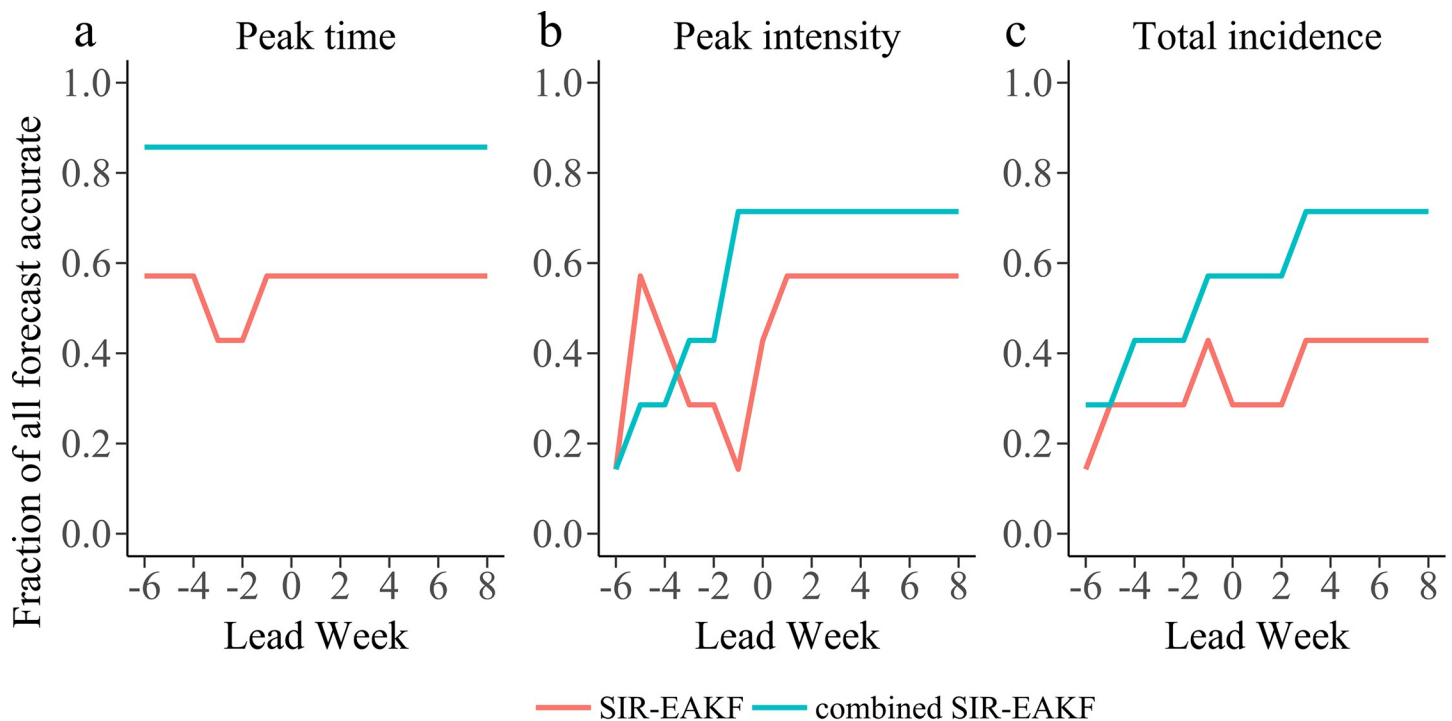 a Peak time b Peak intensity c Total incidence
Fraction of all forecast accurate
1.0 1.0 1.0
0.8 0.8 0.8
0.6 0.6 0.6
0.4 0.4 0.4
0.2 0.2 0.2
0.0 0.0 0.0
-6 -4 -2 0 2 4 6 8 -6 -4 -2 0 2 4 6 8 -6 -4 -2 0 2 4 6 8
Lead Week Lead Week Lead Week
SIR-EAKF combined SIR-EAKF